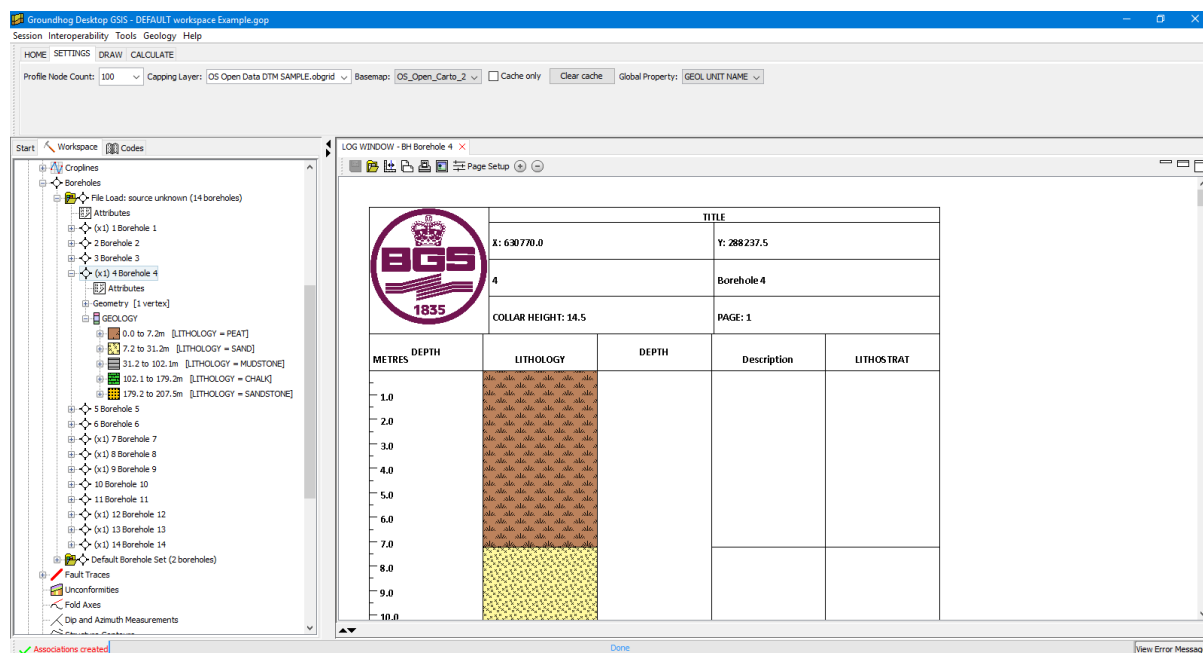 Groundhog Desktop GSIS - DEFAULT workspace Example.gop
Session Interoperability Tools Geology Help
HOME SETTINGS DRAW CALCULATE
Profile Node Count: 100 Capping Layer: OS Open Data DTM SAMPLE.obgrid Basemap: OS_Open_Carto_2 Cache only Clear cache Global Property: GEOL UNIT NAME
Start Workspace Codes
Croplines
Boreholes
File Load: source unknown (14 boreholes)
Attributes
(x1) 1 Borehole 1
2 Borehole 2
3 Borehole 3
(x1) 4 Borehole 4
Attributes
Geometry [1 vertex]
GEOLOGY
0.0 to 7.2m [LITHOLOGY = PEAT]
7.2 to 31.2m [LITHOLOGY = SAND]
31.2 to 102.1m [LITHOLOGY = MUDSTONE]
102.1 to 179.2m [LITHOLOGY = CHALK]
179.2 to 207.5m [LITHOLOGY = SANDSTONE]
5 Borehole 5
6 Borehole 6
(x1) 7 Borehole 7
(x1) 8 Borehole 8
(x1) 9 Borehole 9
10 Borehole 10
11 Borehole 11
(x1) 12 Borehole 12
(x1) 13 Borehole 13
(x1) 14 Borehole 14
Default Borehole Set (2 boreholes)
Fault Traces
Unconformities
Fold Axes
Dip and Azimuth Measurements
Structure Contours
LOG WINDOW - BH Borehole 4
Page Setup
BGS
1835
TITLE
X: 630770.0 Y: 288237.5
4 Borehole 4
COLLAR HEIGHT: 14.5 PAGE: 1
METRES DEPTH LITHOLOGY DEPTH Description LITHOSTRAT
1.0
2.0
3.0
4.0
5.0
6.0
7.0
8.0
9.0
10.0
Associations created Done View Error Messag